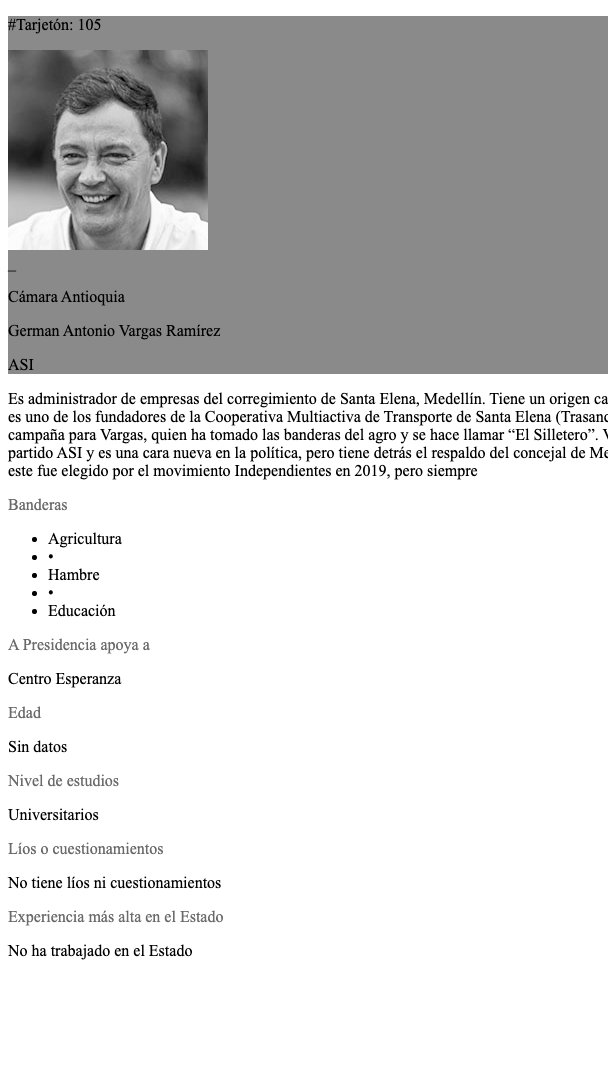 #Tarjetón: 105
_
Cámara Antioquia
German Antonio Vargas Ramírez
ASI
Es administrador de empresas del corregimiento de Santa Elena, Medellín. Tiene un origen ca
es uno de los fundadores de la Cooperativa Multiactiva de Transporte de Santa Elena (Trasanc
campaña para Vargas, quien ha tomado las banderas del agro y se hace llamar “El Silletero”. V
partido ASI y es una cara nueva en la política, pero tiene detrás el respaldo del concejal de Me
este fue elegido por el movimiento Independientes en 2019, pero siempre
Banderas
• Agricultura
• •
• Hambre
• •
• Educación
A Presidencia apoya a
Centro Esperanza
Edad
Sin datos
Nivel de estudios
Universitarios
Líos o cuestionamientos
No tiene líos ni cuestionamientos
Experiencia más alta en el Estado
No ha trabajado en el Estado